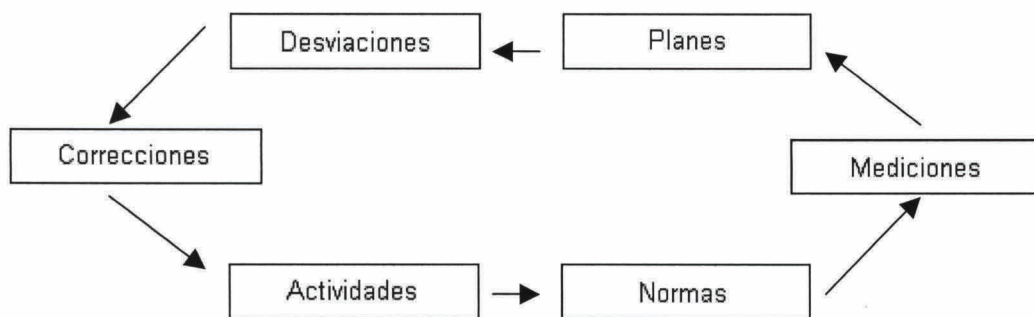 Desviaciones
Planes
Correcciones
Mediciones
Actividades
Normas